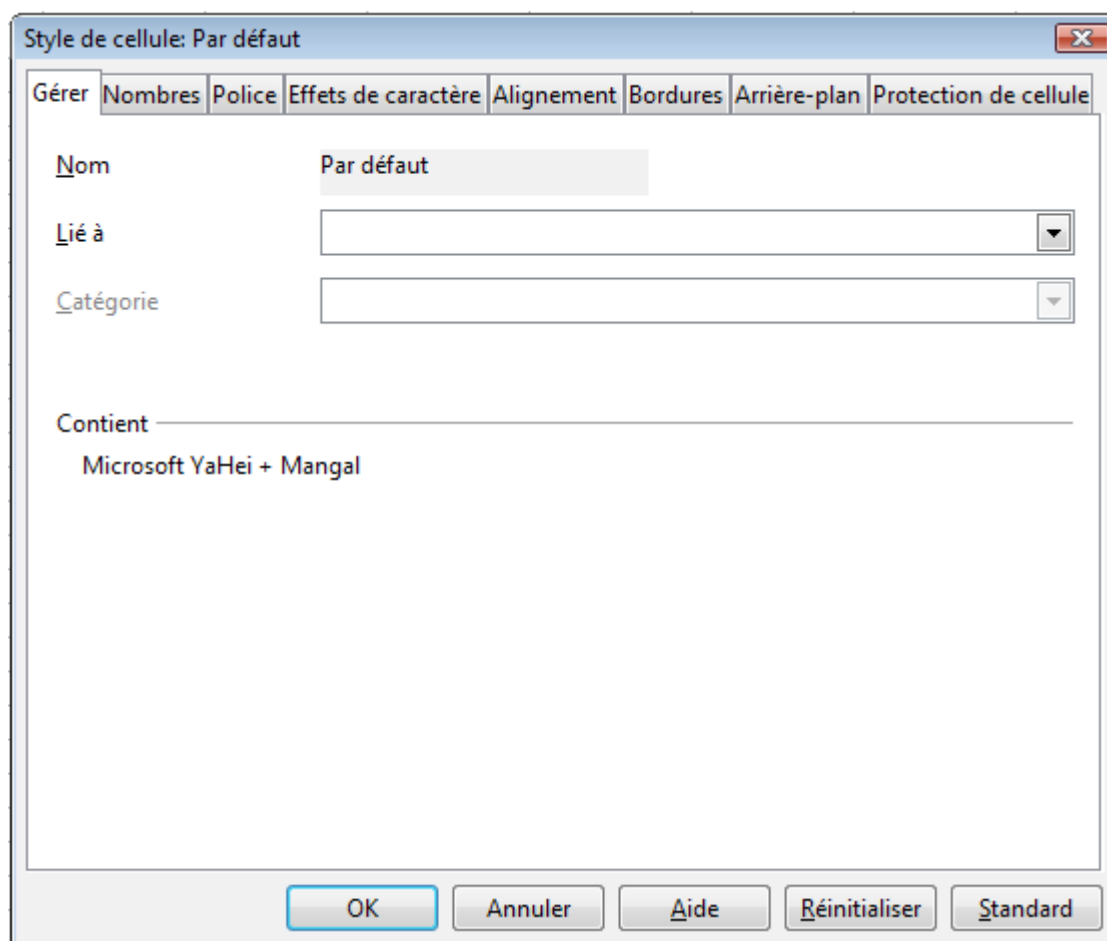 Style de cellule: Par défaut
Gérer Nombres Police Effets de caractère Alignement Bordures Arrière-plan Protection de cellule
Nom Par défaut
Lié à
Catégorie
Contient
Microsoft YaHei + Mangal
OK Annuler Aide Réinitialiser Standard